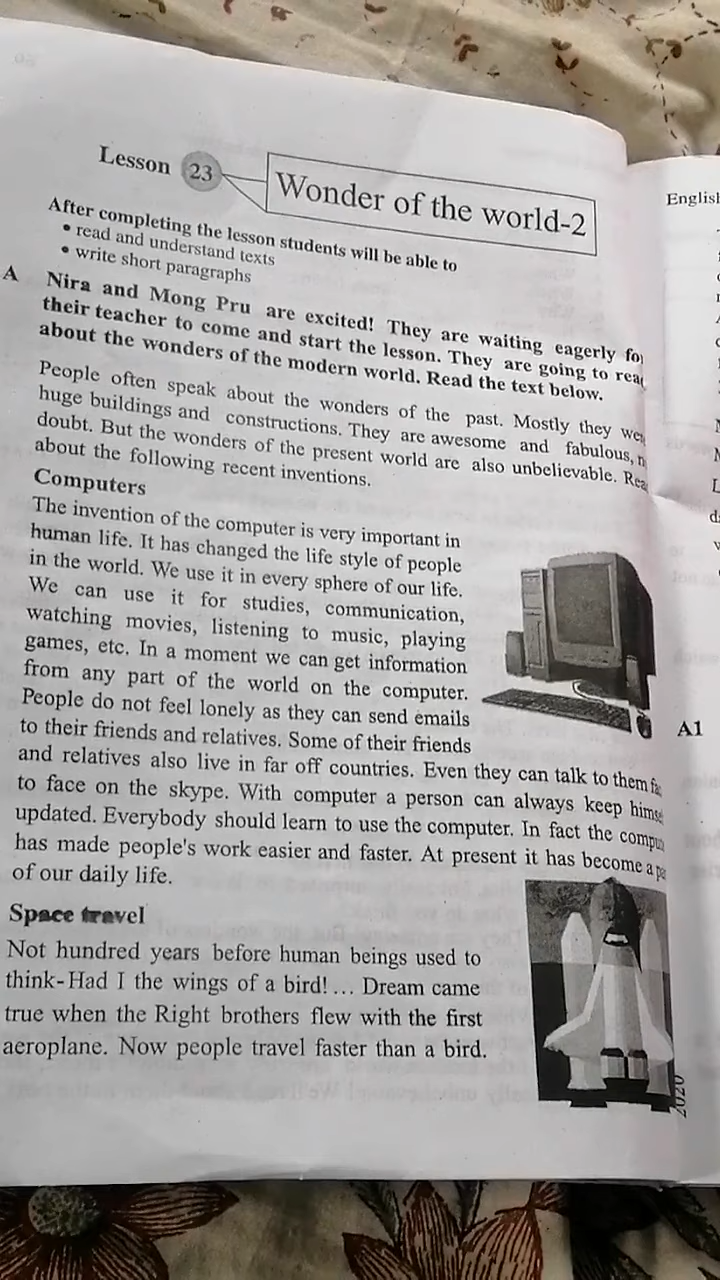 Lesson 23 Wonder of the world-2
After completing the lesson students will be able to
• read and understand texts
• write short paragraphs
A Nira and Mong Pru are excited! They are waiting eagerly for
their teacher to come and start the lesson. They are going to read
about the wonders of the modern world. Read the text below.
People often speak about the wonders of the past. Mostly they wer
huge buildings and constructions. They are awesome and fabulous, n
doubt. But the wonders of the present world are also unbelievable. Rea
about the following recent inventions.
Computers
The invention of the computer is very important in
human life. It has changed the life style of people
in the world. We use it in every sphere of our life.
We can use it for studies, communication,
watching movies, listening to music, playing
games, etc. In a moment we can get information
from any part of the world on the computer.
People do not feel lonely as they can send emails
to their friends and relatives. Some of their friends
and relatives also live in far off countries. Even they can talk to them fa
to face on the skype. With computer a person can always keep himse
updated. Everybody should learn to use the computer. In fact the compu
has made people's work easier and faster. At present it has become a pa
of our daily life.
Space travel
Not hundred years before human beings used to
think-Had I the wings of a bird!... Dream came
true when the Right brothers flew with the first
aeroplane. Now people travel faster than a bird.
2020
English
A1